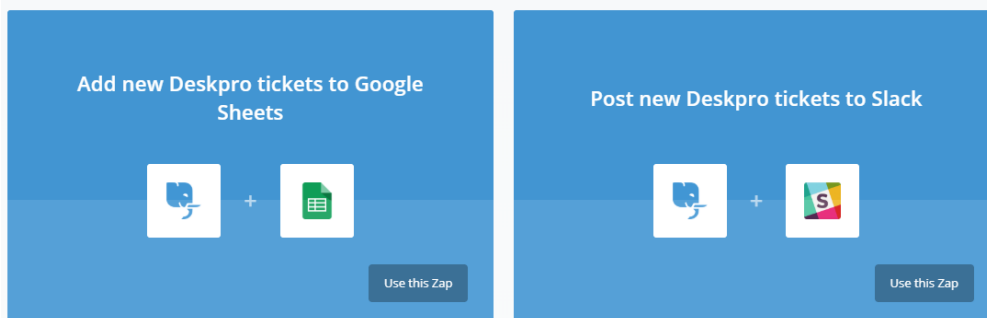 Add new Deskpro tickets to Google
Sheets
+
Use this Zap
Post new Deskpro tickets to Slack
+
S
Use this Zap